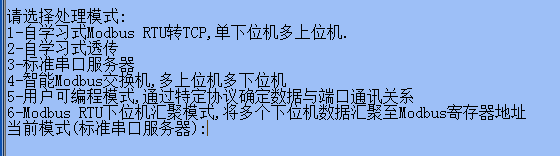 请选择处理模式:
1-自学习式Modbus RTU转TCP,单下位机多上位机.
2-自学习式透传
3-标准串口服务器
4-智能Modbus交换机,多上位机多下位机
5-用户可编程模式,通过特定协议确定数据与端口通讯关系
6-Modbus RTU下位机汇聚模式,将多个下位机数据汇聚至Modbus寄存器地址
当前模式(标准串口服务器):